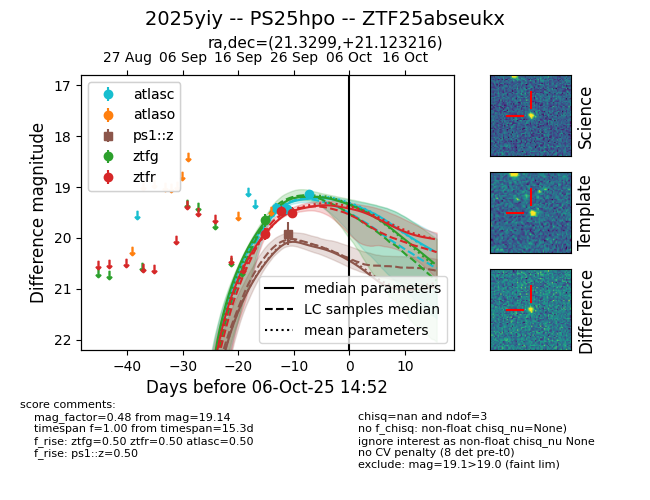 2025yiy -- PS25hpo -- ZTF25abseukx
ra,dec=(21.3299,+21.123216)
27 Aug 06 Sep 16 Sep 26 Sep 06 Oct 16 Oct
17
18
19
20
21
22
Difference magnitude
atlasc
atlaso
ps1::z
ztfg
ztfr
median parameters
LC samples median
mean parameters
−40 −30 −20 −10 0 10
Days before 06-Oct-25 14:52
Science
Template
Difference
score comments:
mag_factor=0.48 from mag=19.14
timespan f=1.00 from timespan=15.3d
f_rise: ztfg=0.50 ztfr=0.50 atlasc=0.50
f_rise: ps1::z=0.50
chisq=nan and ndof=3
no f_chisq: non-float chisq_nu=None)
ignore interest as non-float chisq_nu None
no CV penalty (8 det pre-t0)
exclude: mag=19.1>19.0 (faint lim)